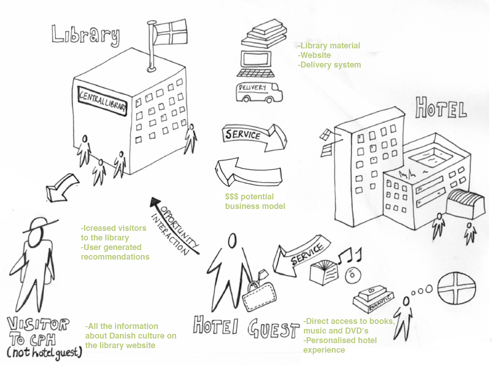 Library
CENTRAL LIBRARY
-Library material
-Website
-Delivery system
DELIVERY
HOTEL
SERVICE
$$$ potential
business model
OPPORTUNITY
INTERACTION
-Icreased visitors
to the library
-User generated
recommendations
SERVICE
VISITOR
TO CPH
(not hotel guest)
-All the information
about Danish culture on
the library website
HOTEl GUEST
-Direct access to books,
music and DVD's
-Personalised hotel
experience